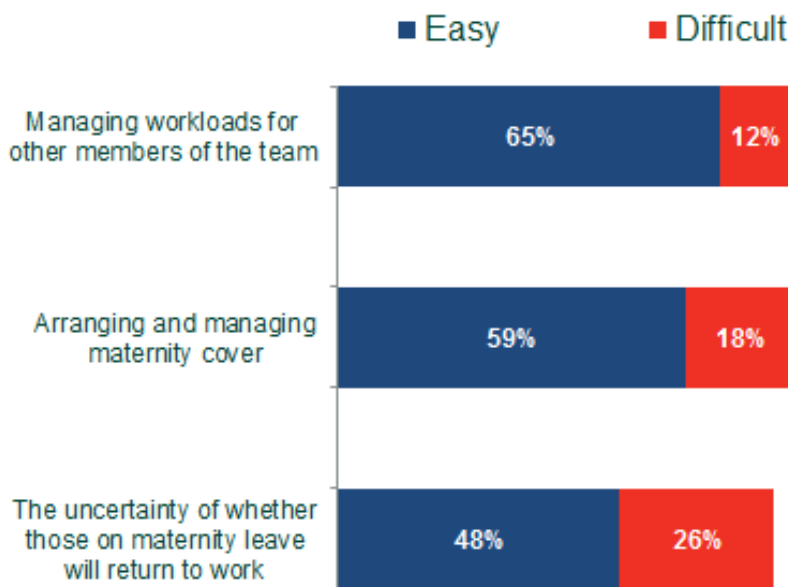 Easy Difficult
Managing workloads for
other members of the team
65% 12%
Arranging and managing
maternity cover
59% 18%
The uncertainty of whether
those on maternity leave
will return to work
48% 26%